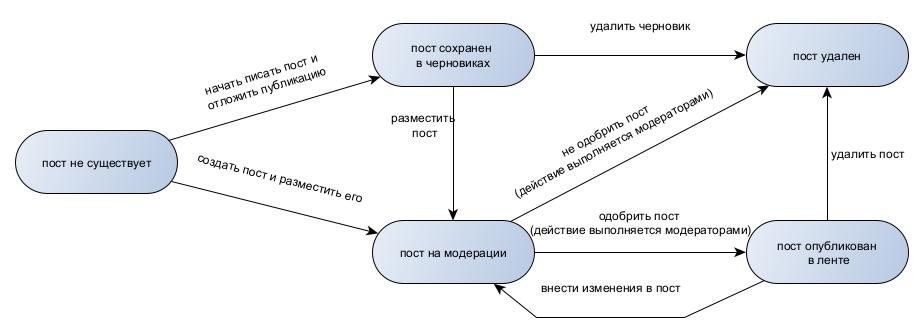 удалить черновик
пост сохранен
в черновиках
пост удален
начать писать пост и
отложить публикацию
разместить
пост
не одобрить пост
(действие выполняется модераторами)
удалить пост
пост не существует
создать пост и разместить его
одобрить пост
(действие выполняется модераторами)
пост на модерации
пост опубликован
в ленте
внести изменения в пост